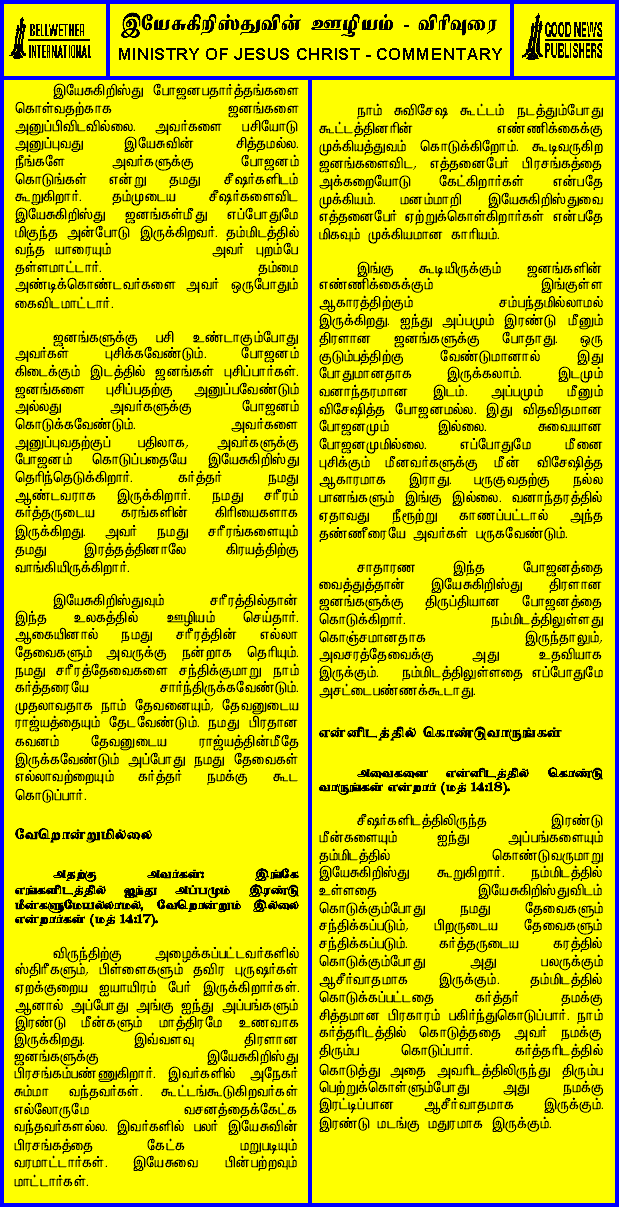 BELLWETHER
INTERNATIONAL
இயேசுகிறிஸ்துவின் ஊழியம் - விரிவுரை
MINISTRY OF JESUS CHRIST - COMMENTARY
GOOD NEWS
PUBLISHERS
இயேசுகிறிஸ்து போஜனபதார்த்தங்களை
கொள்வதற்காக ஜனங்களை
அனுப்பிவிடவில்லை. அவர்களை பசியோடு
அனுப்புவது இயேசுவின் சித்தமல்ல.
நீங்களே அவர்களுக்கு போஜனம்
கொடுங்கள் என்று தமது சீஷர்களிடம்
கூறுகிறார். தம்முடைய சீஷர்களைவிட
இயேசுகிறிஸ்து ஜனங்கள்மீது எப்போதுமே
மிகுந்த அன்போடு இருக்கிறவர். தம்மிடத்தில்
வந்த யாரையும் அவர் புறம்பே
தள்ளமாட்டார். தம்மை
அண்டிக்கொண்டவர்களை அவர் ஒருபோதும்
கைவிடமாட்டார்.
ஜனங்களுக்கு பசி உண்டாகும்போது
அவர்கள் புசிக்கவேண்டும். போஜனம்
கிடைக்கும் இடத்தில் ஜனங்கள் புசிப்பார்கள்.
ஜனங்களை புசிப்பதற்கு அனுப்பவேண்டும்
அல்லது அவர்களுக்கு போஜனம்
கொடுக்கவேண்டும். அவர்களை
அனுப்புவதற்குப் பதிலாக, அவர்களுக்கு
போஜனம் கொடுப்பதையே இயேசுகிறிஸ்து
தெரிந்தெடுக்கிறார். கர்த்தர் நமது
ஆண்டவராக இருக்கிறார். நமது சரீரம்
கர்த்தருடைய கரங்களின் கிரியைகளாக
இருக்கிறது. அவர் நமது சரீரங்களையும்
தமது இரத்தத்தினாலே கிரயத்திற்கு
வாங்கியிருக்கிறார்.
இயேசுகிறிஸ்துவும் சரீரத்தில்தான்
இந்த உலகத்தில் ஊழியம் செய்தார்.
ஆகையினால் நமது சரீரத்தின் எல்லா
தேவைகளும் அவருக்கு நன்றாக தெரியும்.
நமது சரீரத்தேவைகளை சந்திக்குமாறு நாம்
கர்த்தரையே சார்ந்திருக்கவேண்டும்.
முதலாவதாக நாம் தேவனையும், தேவனுடைய
ராஜ்யத்தையும் தேடவேண்டும். நமது பிரதான
கவனம் தேவனுடைய ராஜ்யத்தின்மீதே
இருக்கவேண்டும் அப்போது நமது தேவைகள்
எல்லாவற்றையும் கர்த்தர் நமக்கு கூட
கொடுப்பார்.
வேறொன்றுமில்லை
அதற்கு அவர்கள்: இங்கே
எங்களிடத்தில் ஐந்து அப்பமும் இரண்டு
மீன்களுமேயல்லாமல், வேறொன்றும் இல்லை
என்றார்கள் (மத் 14:17).
விருந்திற்கு அழைக்கப்பட்டவர்களில்
ஸ்திரீகளும், பிள்ளைகளும் தவிர புருஷர்கள்
ஏறக்குறைய ஐயாயிரம் பேர் இருக்கிறார்கள்.
ஆனால் அப்போது அங்கு ஐந்து அப்பங்களும்
இரண்டு மீன்களும் மாத்திரமே உணவாக
இருக்கிறது. இவ்வளவு திரளான
ஜனங்களுக்கு இயேசுகிறிஸ்து
பிரசங்கம்பண்ணுகிறார். இவர்களில் அநேகர்
சும்மா வந்தவர்கள். கூட்டங்கூடுகிறவர்கள்
எல்லோருமே வசனத்தைக்கேட்க
வந்தவர்களல்ல. இவர்களில் பலர் இயேசுவின்
பிரசங்கத்தை கேட்க மறுபடியும்
வரமாட்டார்கள். இயேசுவை பின்பற்றவும்
மாட்டார்கள்.
நாம் சுவிசேஷ கூட்டம் நடத்தும்போது
கூட்டத்தினரின் எண்ணிக்கைக்கு
முக்கியத்துவம் கொடுக்கிறோம். கூடிவருகிற
ஜனங்களைவிட, எத்தனைபேர் பிரசங்கத்தை
அக்கறையோடு கேட்கிறார்கள் என்பதே
முக்கியம். மனம்மாறி இயேசுகிறிஸ்துவை
எத்தனைபேர் ஏற்றுக்கொள்கிறார்கள் என்பதே
மிகவும் முக்கியமான காரியம்.
இங்கு கூடியிருக்கும் ஜனங்களின்
எண்ணிக்கைக்கும் இங்குள்ள
ஆகாரத்திற்கும் சம்பந்தமில்லாமல்
இருக்கிறது. ஐந்து அப்பமும் இரண்டு மீனும்
திரளான ஜனங்களுக்கு போதாது. ஒரு
குடும்பத்திற்கு வேண்டுமானால் இது
போதுமானதாக இருக்கலாம். இடமும்
வனாந்தரமான இடம். அப்பமும் மீனும்
விசேஷித்த போஜனமல்ல. இது விதவிதமான
போஜனமும் இல்லை. சுவையான
போஜனமுமில்லை. எப்போதுமே மீனை
புசிக்கும் மீனவர்களுக்கு மீன் விசேஷித்த
ஆகாரமாக இராது. பருகுவதற்கு நல்ல
பானங்களும் இங்கு இல்லை. வனாந்தரத்தில்
ஏதாவது நீரூற்று காணப்பட்டால் அந்த
தண்ணீரையே அவர்கள் பருகவேண்டும்.
சாதாரண இந்த போஜனத்தை
வைத்துத்தான் இயேசுகிறிஸ்து திரளான
ஜனங்களுக்கு திருப்தியான போஜனத்தை
கொடுக்கிறார். நம்மிடத்திலுள்ளது
கொஞ்சமானதாக இருந்தாலும்,
அவசரத்தேவைக்கு அது உதவியாக
இருக்கும். நம்மிடத்திலுள்ளதை எப்போதுமே
அசட்டைபண்ணக்கூடாது.
என்னிடத்தில் கொண்டுவாருங்கள்
அவைகளை என்னிடத்தில் கொண்டு
வாருங்கள் என்றார் (மத் 14:18).
சீஷர்களிடத்திலிருந்த இரண்டு
மீன்களையும் ஐந்து அப்பங்களையும்
தம்மிடத்தில் கொண்டுவருமாறு
இயேசுகிறிஸ்து கூறுகிறார். நம்மிடத்தில்
உள்ளதை இயேசுகிறிஸ்துவிடம்
கொடுக்கும்போது நமது தேவைகளும்
சந்திக்கப்படும், பிறருடைய தேவைகளும்
சந்திக்கப்படும். கர்த்தருடைய கரத்தில்
கொடுக்கும்போது அது பலருக்கும்
ஆசீர்வாதமாக இருக்கும். தம்மிடத்தில்
கொடுக்கப்பட்டதை கர்த்தர் தமக்கு
சித்தமான பிரகாரம் பகிர்ந்துகொடுப்பார். நாம்
கர்த்தரிடத்தில் கொடுத்ததை அவர் நமக்கு
திரும்ப கொடுப்பார். கர்த்தரிடத்தில்
கொடுத்து அதை அவரிடத்திலிருந்து திரும்ப
பெற்றுக்கொள்ளும்போது அது நமக்கு
இரட்டிப்பான ஆசீர்வாதமாக இருக்கும்.
இரண்டு மடங்கு மதுரமாக இருக்கும்.